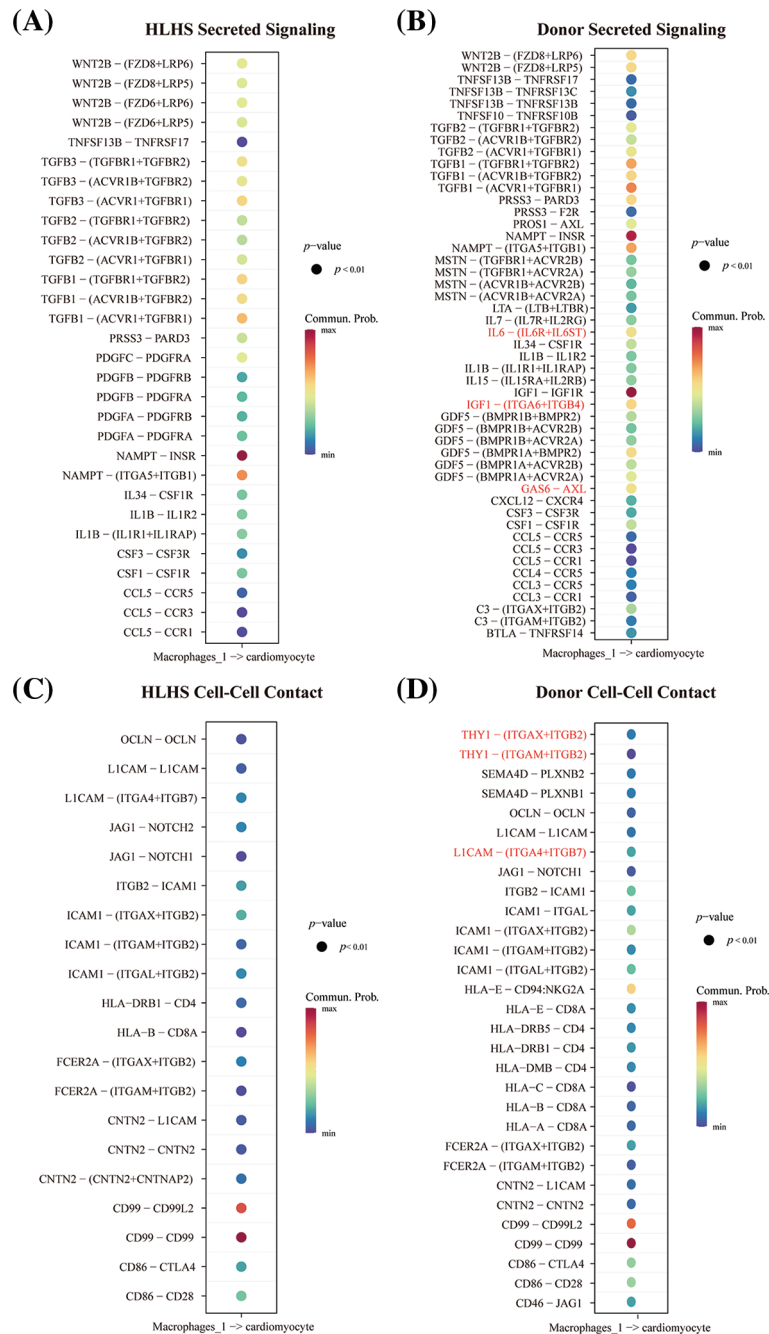 (A)
HLHS Secreted Signaling
WNT2B − (FZD8+LRP6)
WNT2B − (FZD8+LRP5)
WNT2B − (FZD6+LRP6)
WNT2B − (FZD6+LRP5)
TNFSF13B − TNFRSF17
TGFB3 − (TGFBR1+TGFBR2)
TGFB3 − (ACVR1B+TGFBR2)
TGFB3 − (ACVR1+TGFBR1)
TGFB2 − (TGFBR1+TGFBR2)
TGFB2 − (ACVR1B+TGFBR2)
TGFB2 − (ACVR1+TGFBR1)
TGFB1 − (TGFBR1+TGFBR2)
TGFB1 − (ACVR1B+TGFBR2)
TGFB1 − (ACVR1+TGFBR1)
PRSS3 − PARD3
PDGFC − PDGFRA
PDGFB − PDGFRB
PDGFB − PDGFRA
PDGFA − PDGFRB
PDGFA − PDGFRA
NAMPT − INSR
NAMPT − (ITGA5+ITGB1)
IL34 − CSF1R
IL1B − IL1R2
IL1B − (IL1R1+IL1RAP)
CSF3 − CSF3R
CSF1 − CSF1R
CCL5 − CCR5
CCL5 − CCR3
CCL5 − CCR1
Macrophages_1 −> cardiomyocyte
p−value
p < 0.01
Commun. Prob.
max
min
(B)
Donor Secreted Signaling
WNT2B − (FZD8+LRP6)
WNT2B − (FZD8+LRP5)
TNFSF13B − TNFRSF17
TNFSF13B − TNFRSF13C
TNFSF13B − TNFRSF13B
TNFSF10 − TNFRSF10B
TGFB2 − (TGFBR1+TGFBR2)
TGFB2 − (ACVR1B+TGFBR2)
TGFB2 − (ACVR1+TGFBR1)
TGFB1 − (TGFBR1+TGFBR2)
TGFB1 − (ACVR1B+TGFBR2)
TGFB1 − (ACVR1+TGFBR1)
PRSS3 − PARD3
PRSS3 − F2R
PROS1 − AXL
NAMPT − INSR
NAMPT − (ITGA5+ITGB1)
MSTN − (TGFBR1+ACVR2B)
MSTN − (TGFBR1+ACVR2A)
MSTN − (ACVR1B+ACVR2B)
MSTN − (ACVR1B+ACVR2A)
LTA − (LTB+LTBR)
IL7 − (IL7R+IL2RG)
IL6 − (IL6R+IL6ST)
IL34 − CSF1R
IL1B − IL1R2
IL1B − (IL1R1+IL1RAP)
IL15 − (IL15RA+IL2RB)
IGF1 − IGF1R
IGF1 − (ITGA6+ITGB4)
GDF5 − (BMPR1B+BMPR2)
GDF5 − (BMPR1B+ACVR2B)
GDF5 − (BMPR1B+ACVR2A)
GDF5 − (BMPR1A+BMPR2)
GDF5 − (BMPR1A+ACVR2B)
GDF5 − (BMPR1A+ACVR2A)
GAS6 − AXL
CXCL12 − CXCR4
CSF3 − CSF3R
CSF1 − CSF1R
CCL5 − CCR5
CCL5 − CCR3
CCL5 − CCR1
CCL4 − CCR5
CCL3 − CCR5
CCL3 − CCR1
C3 − (ITGAX+ITGB2)
C3 − (ITGAM+ITGB2)
BTLA − TNFRSF14
Macrophages_1 −> cardiomyocyte
p−value
p < 0.01
Commun. Prob.
max
min
(C)
HLHS Cell-Cell Contact
OCLN − OCLN
L1CAM − L1CAM
L1CAM − (ITGA4+ITGB7)
JAG1 − NOTCH2
JAG1 − NOTCH1
ITGB2 − ICAM1
ICAM1 − (ITGAX+ITGB2)
ICAM1 − (ITGAM+ITGB2)
ICAM1 − (ITGAL+ITGB2)
HLA−DRB1 − CD4
HLA−B − CD8A
FCER2A − (ITGAX+ITGB2)
FCER2A − (ITGAM+ITGB2)
CNTN2 − L1CAM
CNTN2 − CNTN2
CNTN2 − (CNTN2+CNTNAP2)
CD99 − CD99L2
CD99 − CD99
CD86 − CTLA4
CD86 − CD28
Macrophages_1 −> cardiomyocyte
p−value
p < 0.01
Commun. Prob.
max
min
(D)
Donor Cell-Cell Contact
THY1 − (ITGAX+ITGB2)
THY1 − (ITGAM+ITGB2)
SEMA4D − PLXNB2
SEMA4D − PLXNB1
OCLN − OCLN
L1CAM − L1CAM
L1CAM − (ITGA4+ITGB7)
JAG1 − NOTCH1
ITGB2 − ICAM1
ICAM1 − ITGAL
ICAM1 − (ITGAX+ITGB2)
ICAM1 − (ITGAM+ITGB2)
ICAM1 − (ITGAL+ITGB2)
HLA−E − CD94:NKG2A
HLA−E − CD8A
HLA−DRB5 − CD4
HLA−DRB1 − CD4
HLA−DMB − CD4
HLA−C − CD8A
HLA−B − CD8A
HLA−A − CD8A
FCER2A − (ITGAX+ITGB2)
FCER2A − (ITGAM+ITGB2)
CNTN2 − L1CAM
CNTN2 − CNTN2
CD99 − CD99L2
CD99 − CD99
CD86 − CTLA4
CD86 − CD28
CD46 − JAG1
Macrophages_1 −> cardiomyocyte
p−value
p < 0.01
Commun. Prob.
max
min